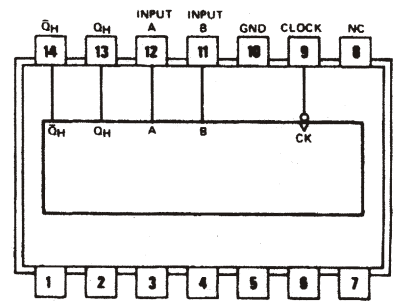 INPUT INPUT
Q̄H QH A B GND CLOCK NC
14 13 12 11 10 9 8
Q̄H QH A B CK
1 2 3 4 5 6 7